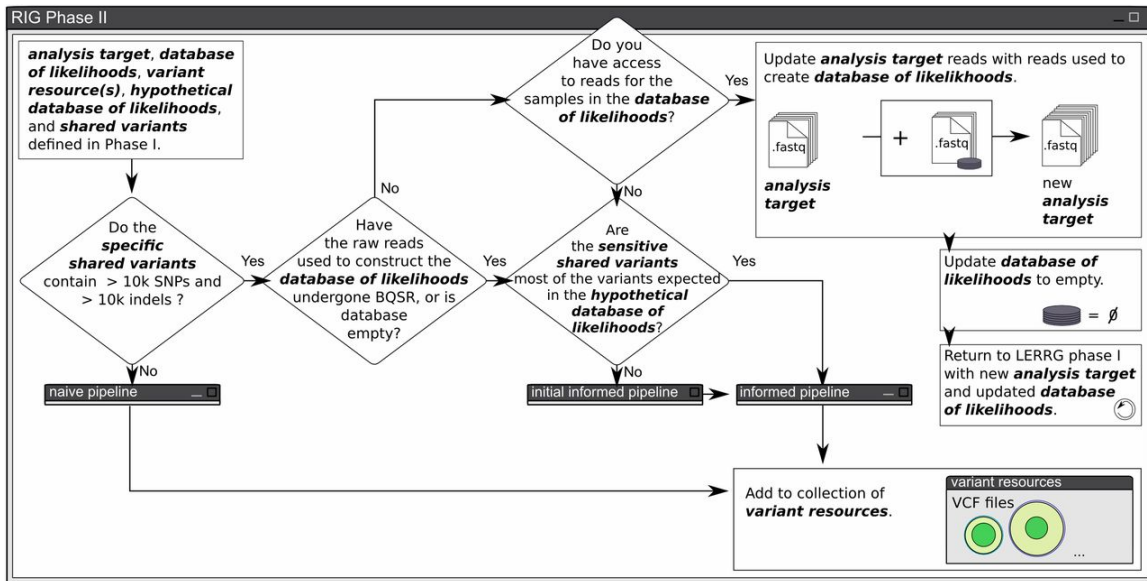 RIG Phase II
analysis target, database
of likelihoods, variant
resource(s), hypothetical
database of likelihoods,
and shared variants
defined in Phase I.
Do the
specific
shared variants
contain > 10k SNPs and
> 10k indels ?
Yes
No
naive pipeline
Have
the raw reads
used to construct the
database of likelihoods
undergone BQSR, or is
database
empty?
No
Yes
Do you
have access
to reads for the
samples in the database
of likelihoods?
Yes
No
Are
the sensitive
shared variants
most of the variants expected
in the hypothetical
database of
likelihoods?
Yes
No
initial informed pipeline
informed pipeline
Update analysis target reads with reads used to
create database of likelikhoods.
.fastq
+
.fastq
.fastq
analysis
target
new
analysis
target
Update database of
likelihoods to empty.
= ∅
Return to LERRG phase I
with new analysis target
and updated database
of likelihoods.
Add to collection of
variant resources.
variant resources
VCF files
...